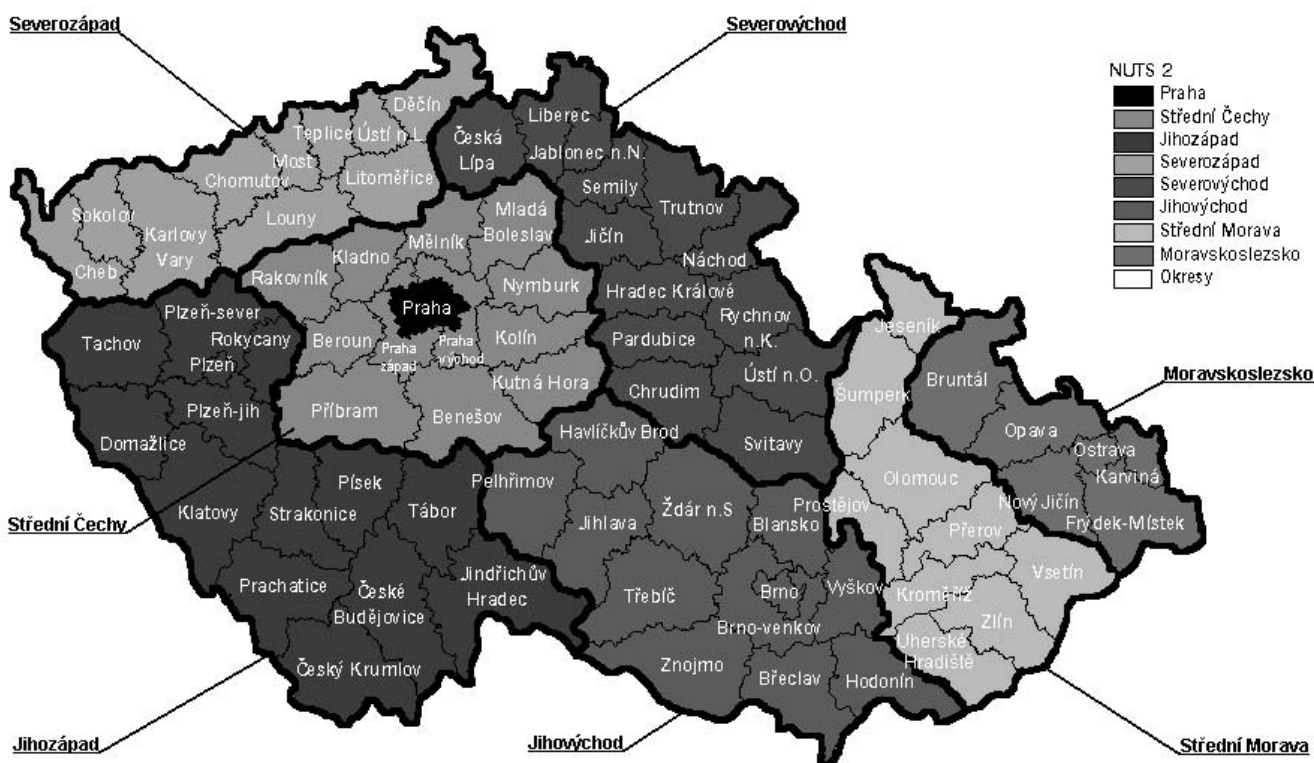 Severozápad
Severovýchod
NUTS 2
Praha
Střední Čechy
Jihozápad
Severozápad
Severovýchod
Jihovýchod
Střední Morava
Moravskoslezsko
Okresy
Děčín
Teplice
Ústí n.L.
Most
Chomutov
Litoměřice
Louny
Sokolov
Karlovy
Vary
Cheb
Česká
Lípa
Liberec
Jablonec n.N.
Semily
Trutnov
Jičín
Náchod
Hradec Králové
Rychnov
n.K.
Pardubice
Ústí n.O.
Chrudim
Svitavy
Mladá
Boleslav
Mělník
Kladno
Rakovník
Nymburk
Praha
Beroun
Praha
západ
Praha
východ
Kolín
Kutná Hora
Příbram
Benešov
Plzeň-sever
Tachov
Rokycany
Plzeň
Plzeň-jih
Domažlice
Klatovy
Písek
Strakonice
Tábor
Prachatice
České
Budějovice
Jindřichův
Hradec
Český Krumlov
Havlíčkův Brod
Pelhřimov
Jihlava
Ždár n.S
Blansko
Třebíč
Brno
Vyškov
Brno-venkov
Znojmo
Břeclav
Hodonín
Jeseník
Šumperk
Olomouc
Prostějov
Přerov
Kroměříž
Vsetín
Zlín
Uherské
Hradiště
Bruntál
Opava
Ostrava
Karviná
Nový Jičín
Frýdek-Místek
Moravskoslezsko
Střední Čechy
Jihozápad
Jihovýchod
Střední Morava